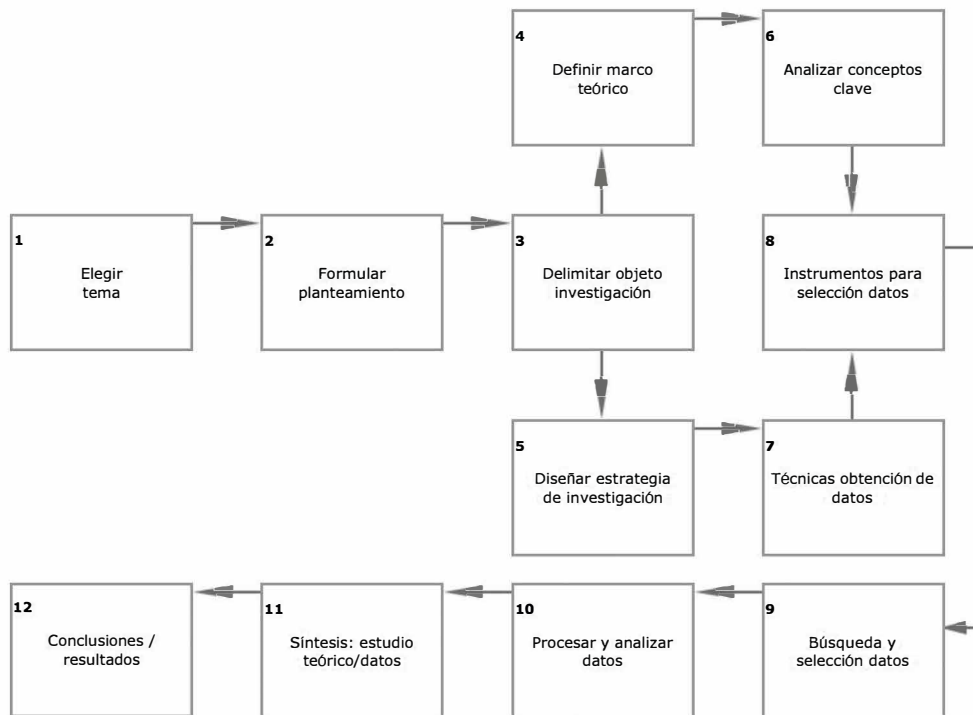 1
Elegir
tema
2
Formular
planteamiento
3
Delimitar objeto
investigación
4
Definir marco
teórico
5
Diseñar estrategia
de investigación
6
Analizar conceptos
clave
7
Técnicas obtención de
datos
8
Instrumentos para
selección datos
9
Búsqueda y
selección datos
10
Procesar y analizar
datos
11
Síntesis: estudio
teórico/datos
12
Conclusiones /
resultados